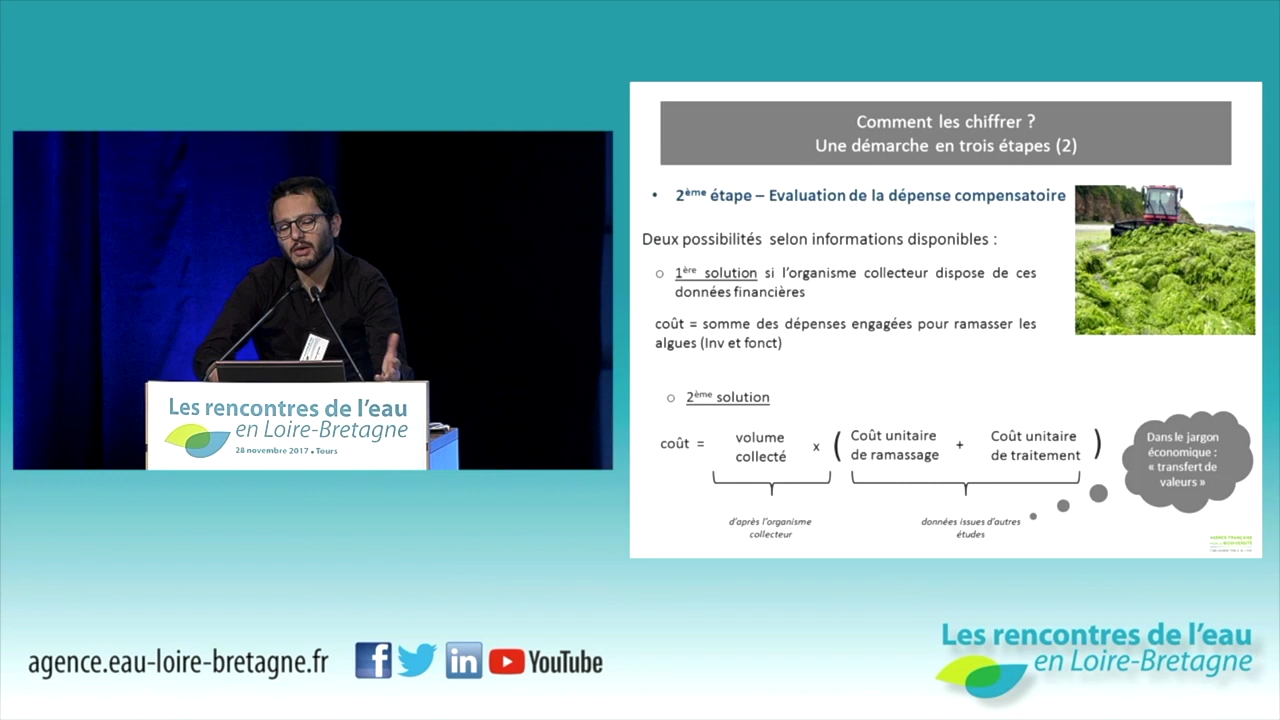 Comment les chiffrer ?
Une démarche en trois étapes (2)
• 2ème étape – Evaluation de la dépense compensatoire
Deux possibilités selon informations disponibles :
o 1ère solution si l'organisme collecteur dispose de ces
données financières
coût = somme des dépenses engagées pour ramasser les
algues (Inv et fonct)
o 2ème solution
coût = volume collecté x ( Coût unitaire de ramassage + Coût unitaire de traitement )
d'après l'organisme
collecteur
données issues d'autres
études
Dans le jargon
économique :
« transfert de
valeurs »
AGENCE FRANÇAISE
BIODIVERSITÉ
Les rencontres de l'eau
en Loire-Bretagne
28 novembre 2017 • Tours
agence.eau-loire-bretagne.fr
f
in
YouTube
Les rencontres de l'eau
en Loire-Bretagne